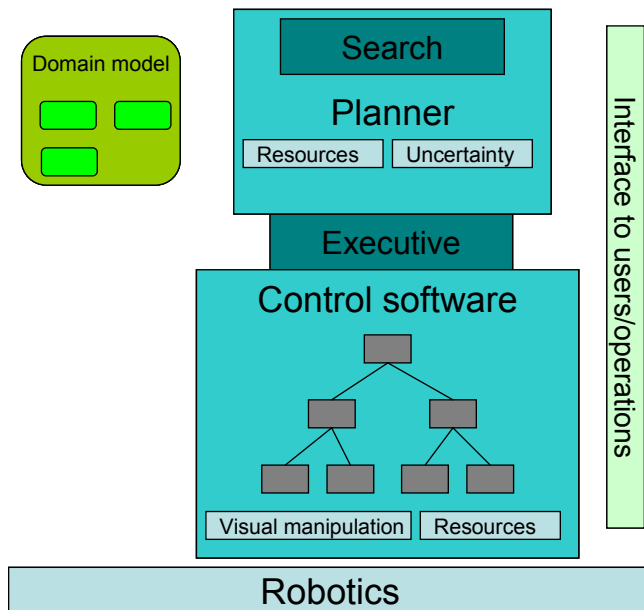 Domain model
Search
Planner
Resources
Uncertainty
Executive
Control software
Visual manipulation
Resources
Robotics
Interface to users/operations